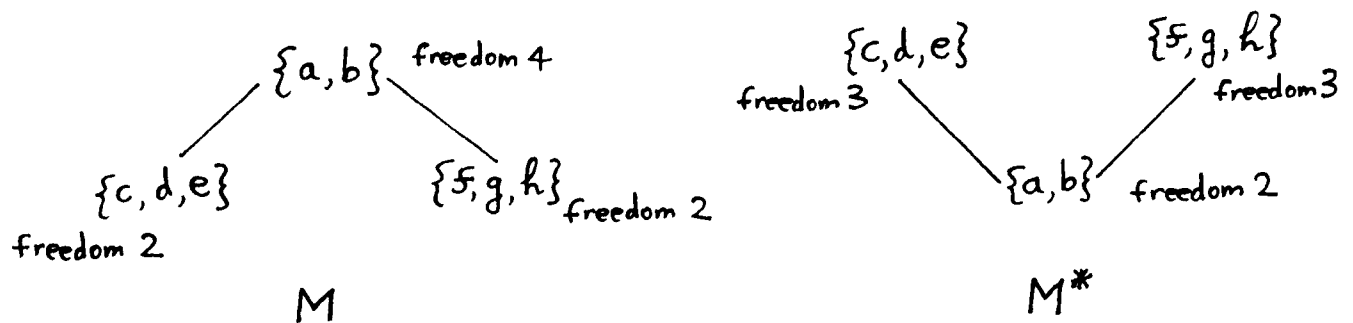 {a,b} freedom 4
{c,d,e}
freedom 2
{f,g,h}
freedom 2
M
{c,d,e}
freedom 3
{f,g,h}
freedom 3
{a,b} freedom 2
M*